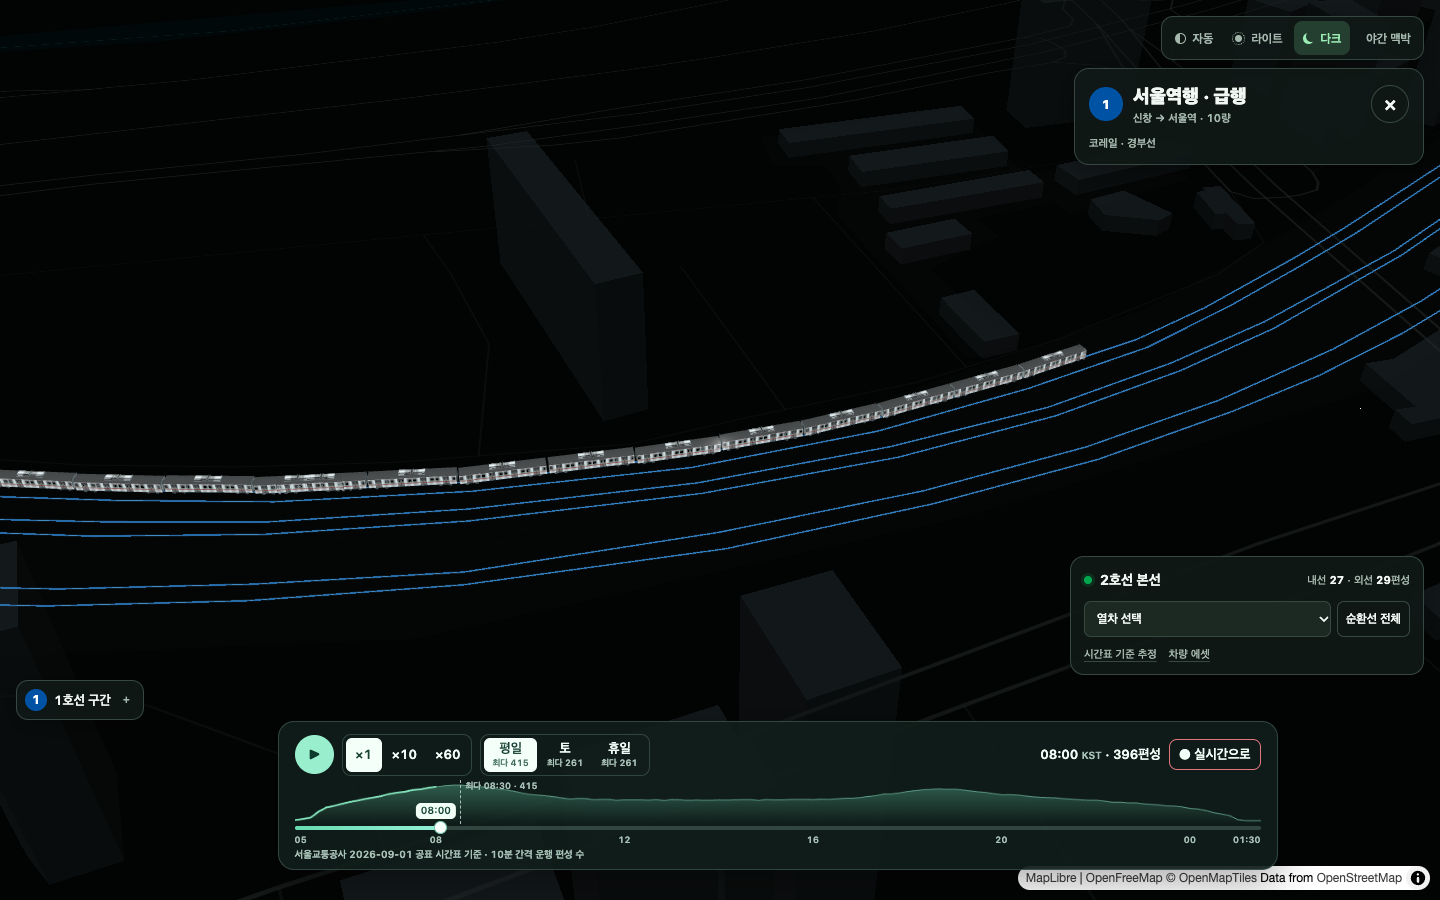 자동 라이트 다크 야간 맥박
1 서울역행 · 급행
신창 → 서울역 · 10량
코레일 · 경부선
2호선 본선 내선 27 · 외선 29편성
열차 선택 순환선 전체
시간표 기준 추정 차량 에셋
1 1호선 구간 +
×1 ×10 ×60 평일 토 휴일
최다 415 최다 261 최다 261
08:00 KST · 396편성 실시간으로
최다 08:30 · 415
08:00
05 08 12 16 20 00 01:30
서울교통공사 2026-09-01 공표 시간표 기준 · 10분 간격 운행 편성 수
MapLibre | OpenFreeMap © OpenMapTiles Data from OpenStreetMap